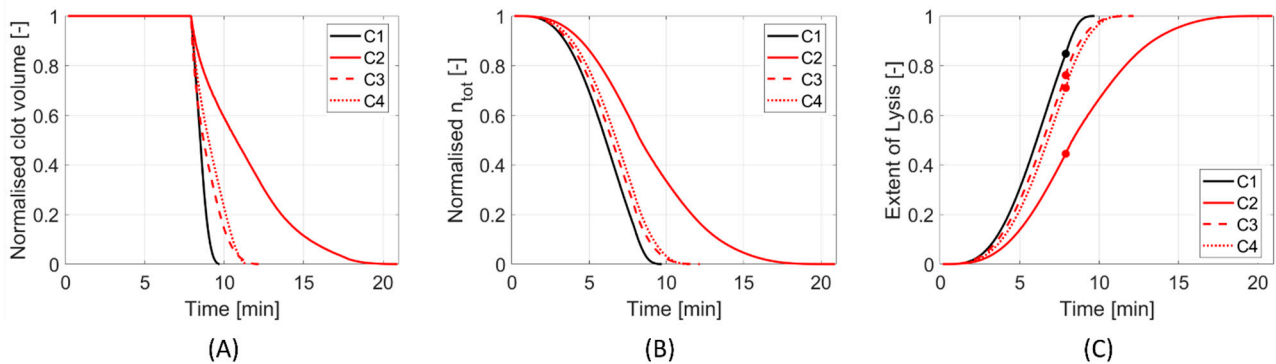 Normalised clot volume [-]
1
0.8
0.6
0.4
0.2
0
0 5 10 15 20
Time [min]
C1
C2
C3
C4
(A)
Normalised n_tot [-]
1
0.8
0.6
0.4
0.2
0
0 5 10 15 20
Time [min]
C1
C2
C3
C4
(B)
Extent of Lysis [-]
1
0.8
0.6
0.4
0.2
0
0 5 10 15 20
Time [min]
C1
C2
C3
C4
(C)